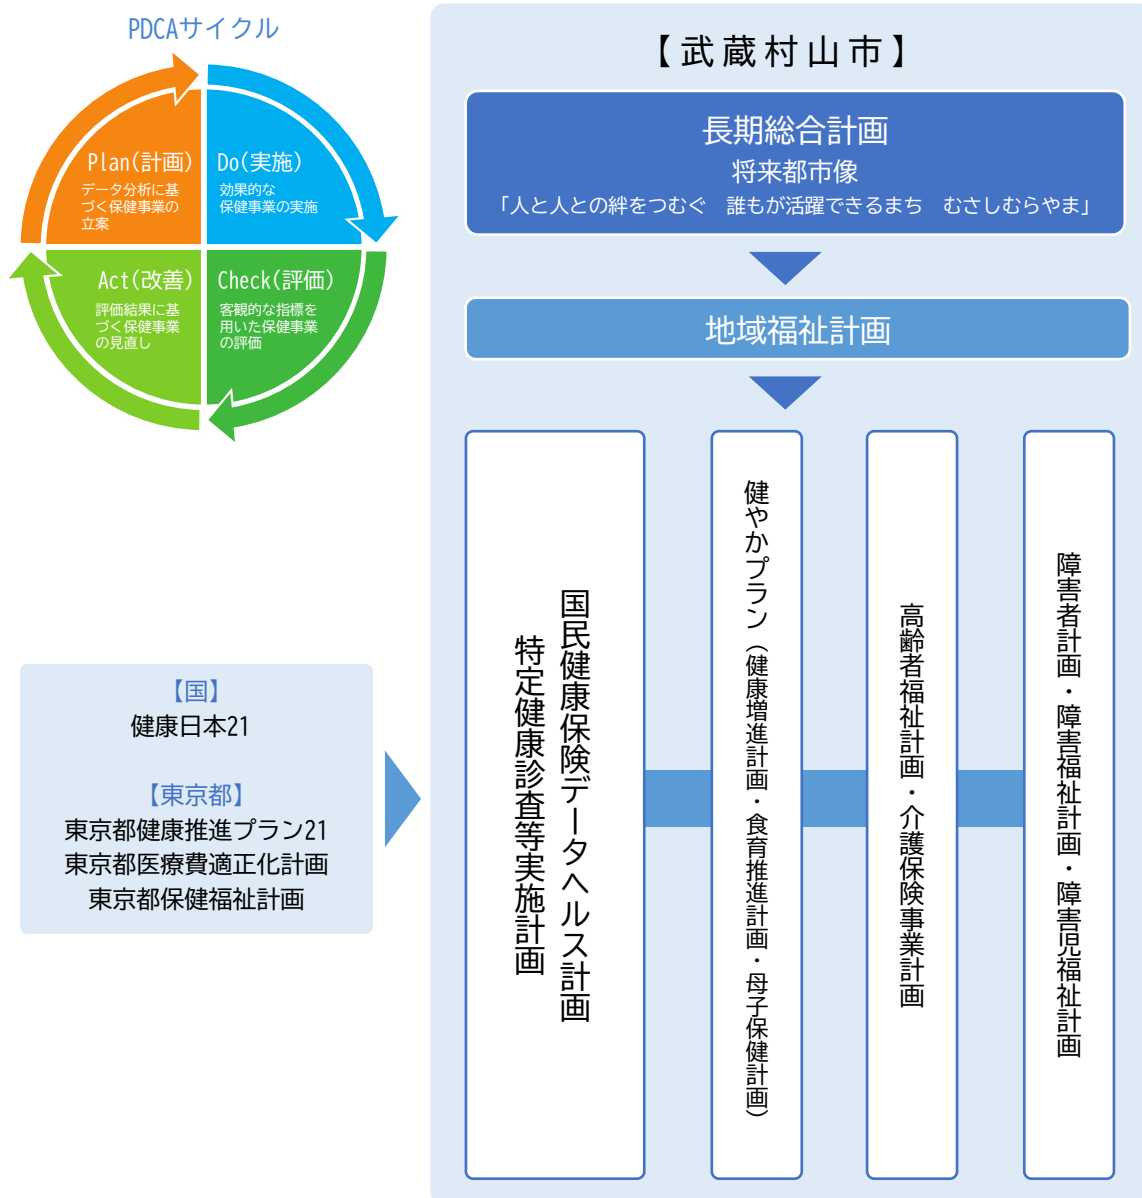 PDCAサイクル
Plan(計画)
データ分析に基
づく保健事業の
立案
Do(実施)
効果的な
保健事業の実施
Act(改善)
評価結果に基
づく保健事業
の見直し
Check(評価)
客観的な指標を
用いた保健事業
の評価
【国】
健康日本21
【東京都】
東京都健康推進プラン21
東京都医療費適正化計画
東京都保健福祉計画
【武蔵村山市】
長期総合計画
将来都市像
「人と人との絆をつむぐ　誰もが活躍できるまち　むさしむらやま」
地域福祉計画
国民健康保険データヘルス計画
特定健康診査等実施計画
健やかプラン（健康増進計画・食育推進計画・母子保健計画）
高齢者福祉計画・介護保険事業計画
障害者計画・障害福祉計画・障害児福祉計画